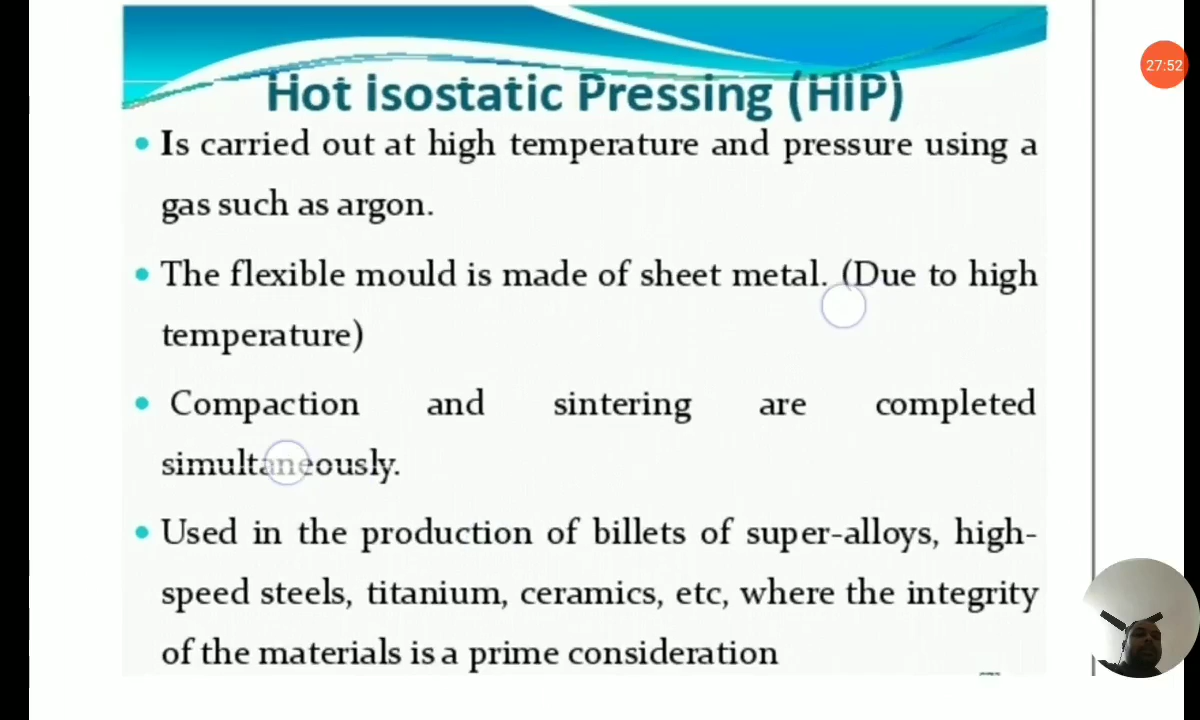 Hot Isostatic Pressing (HIP)
27:52
• Is carried out at high temperature and pressure using a
gas such as argon.
• The flexible mould is made of sheet metal. (Due to high
temperature)
• Compaction and sintering are completed
simultaneously.
• Used in the production of billets of super-alloys, high-
speed steels, titanium, ceramics, etc, where the integrity
of the materials is a prime consideration